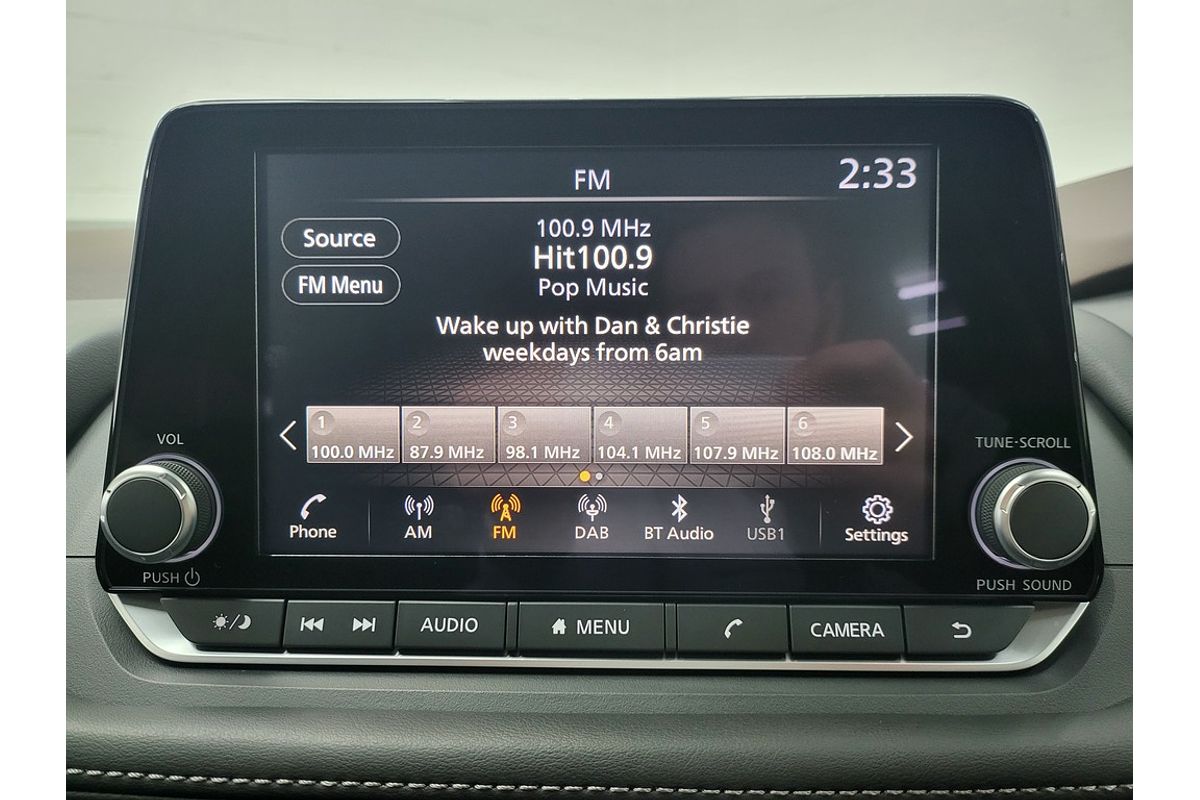 FM
2:33
Source
FM Menu
100.9 MHz
Hit100.9
Pop Music
Wake up with Dan & Christie
weekdays from 6am
1 2 3 4 5 6
100.0 MHz 87.9 MHz 98.1 MHz 104.1 MHz 107.9 MHz 108.0 MHz
VOL
TUNE·SCROLL
Phone AM FM DAB BT Audio USB1 Settings
PUSH
PUSH SOUND
AUDIO MENU CAMERA